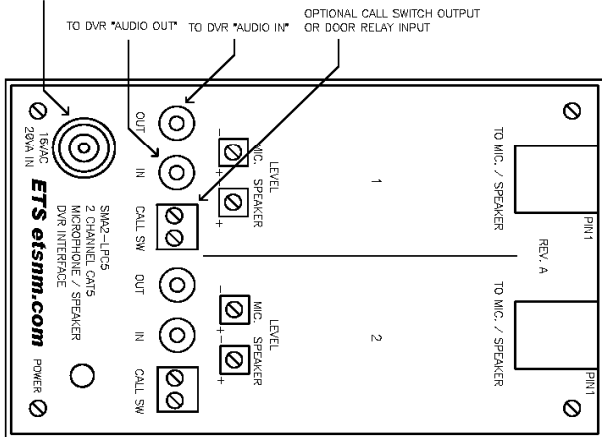 OPTIONAL CALL SWITCH OUTPUT
OR DOOR RELAY INPUT
TO DVR "AUDIO OUT"
TO DVR "AUDIO IN"
16VAC
20VA IN
ETS etsnm.com
POWER
SMA2-LPC5
2 CHANNEL CAT5
MICROPHONE / SPEAKER
DVR INTERFACE
OUT
IN
CALL SW
OUT
IN
CALL SW
- +
- +
MIC. SPEAKER
LEVEL
- +
- +
MIC. SPEAKER
LEVEL
1
2
TO MIC. / SPEAKER
PIN1
REV. A
TO MIC. / SPEAKER
PIN1